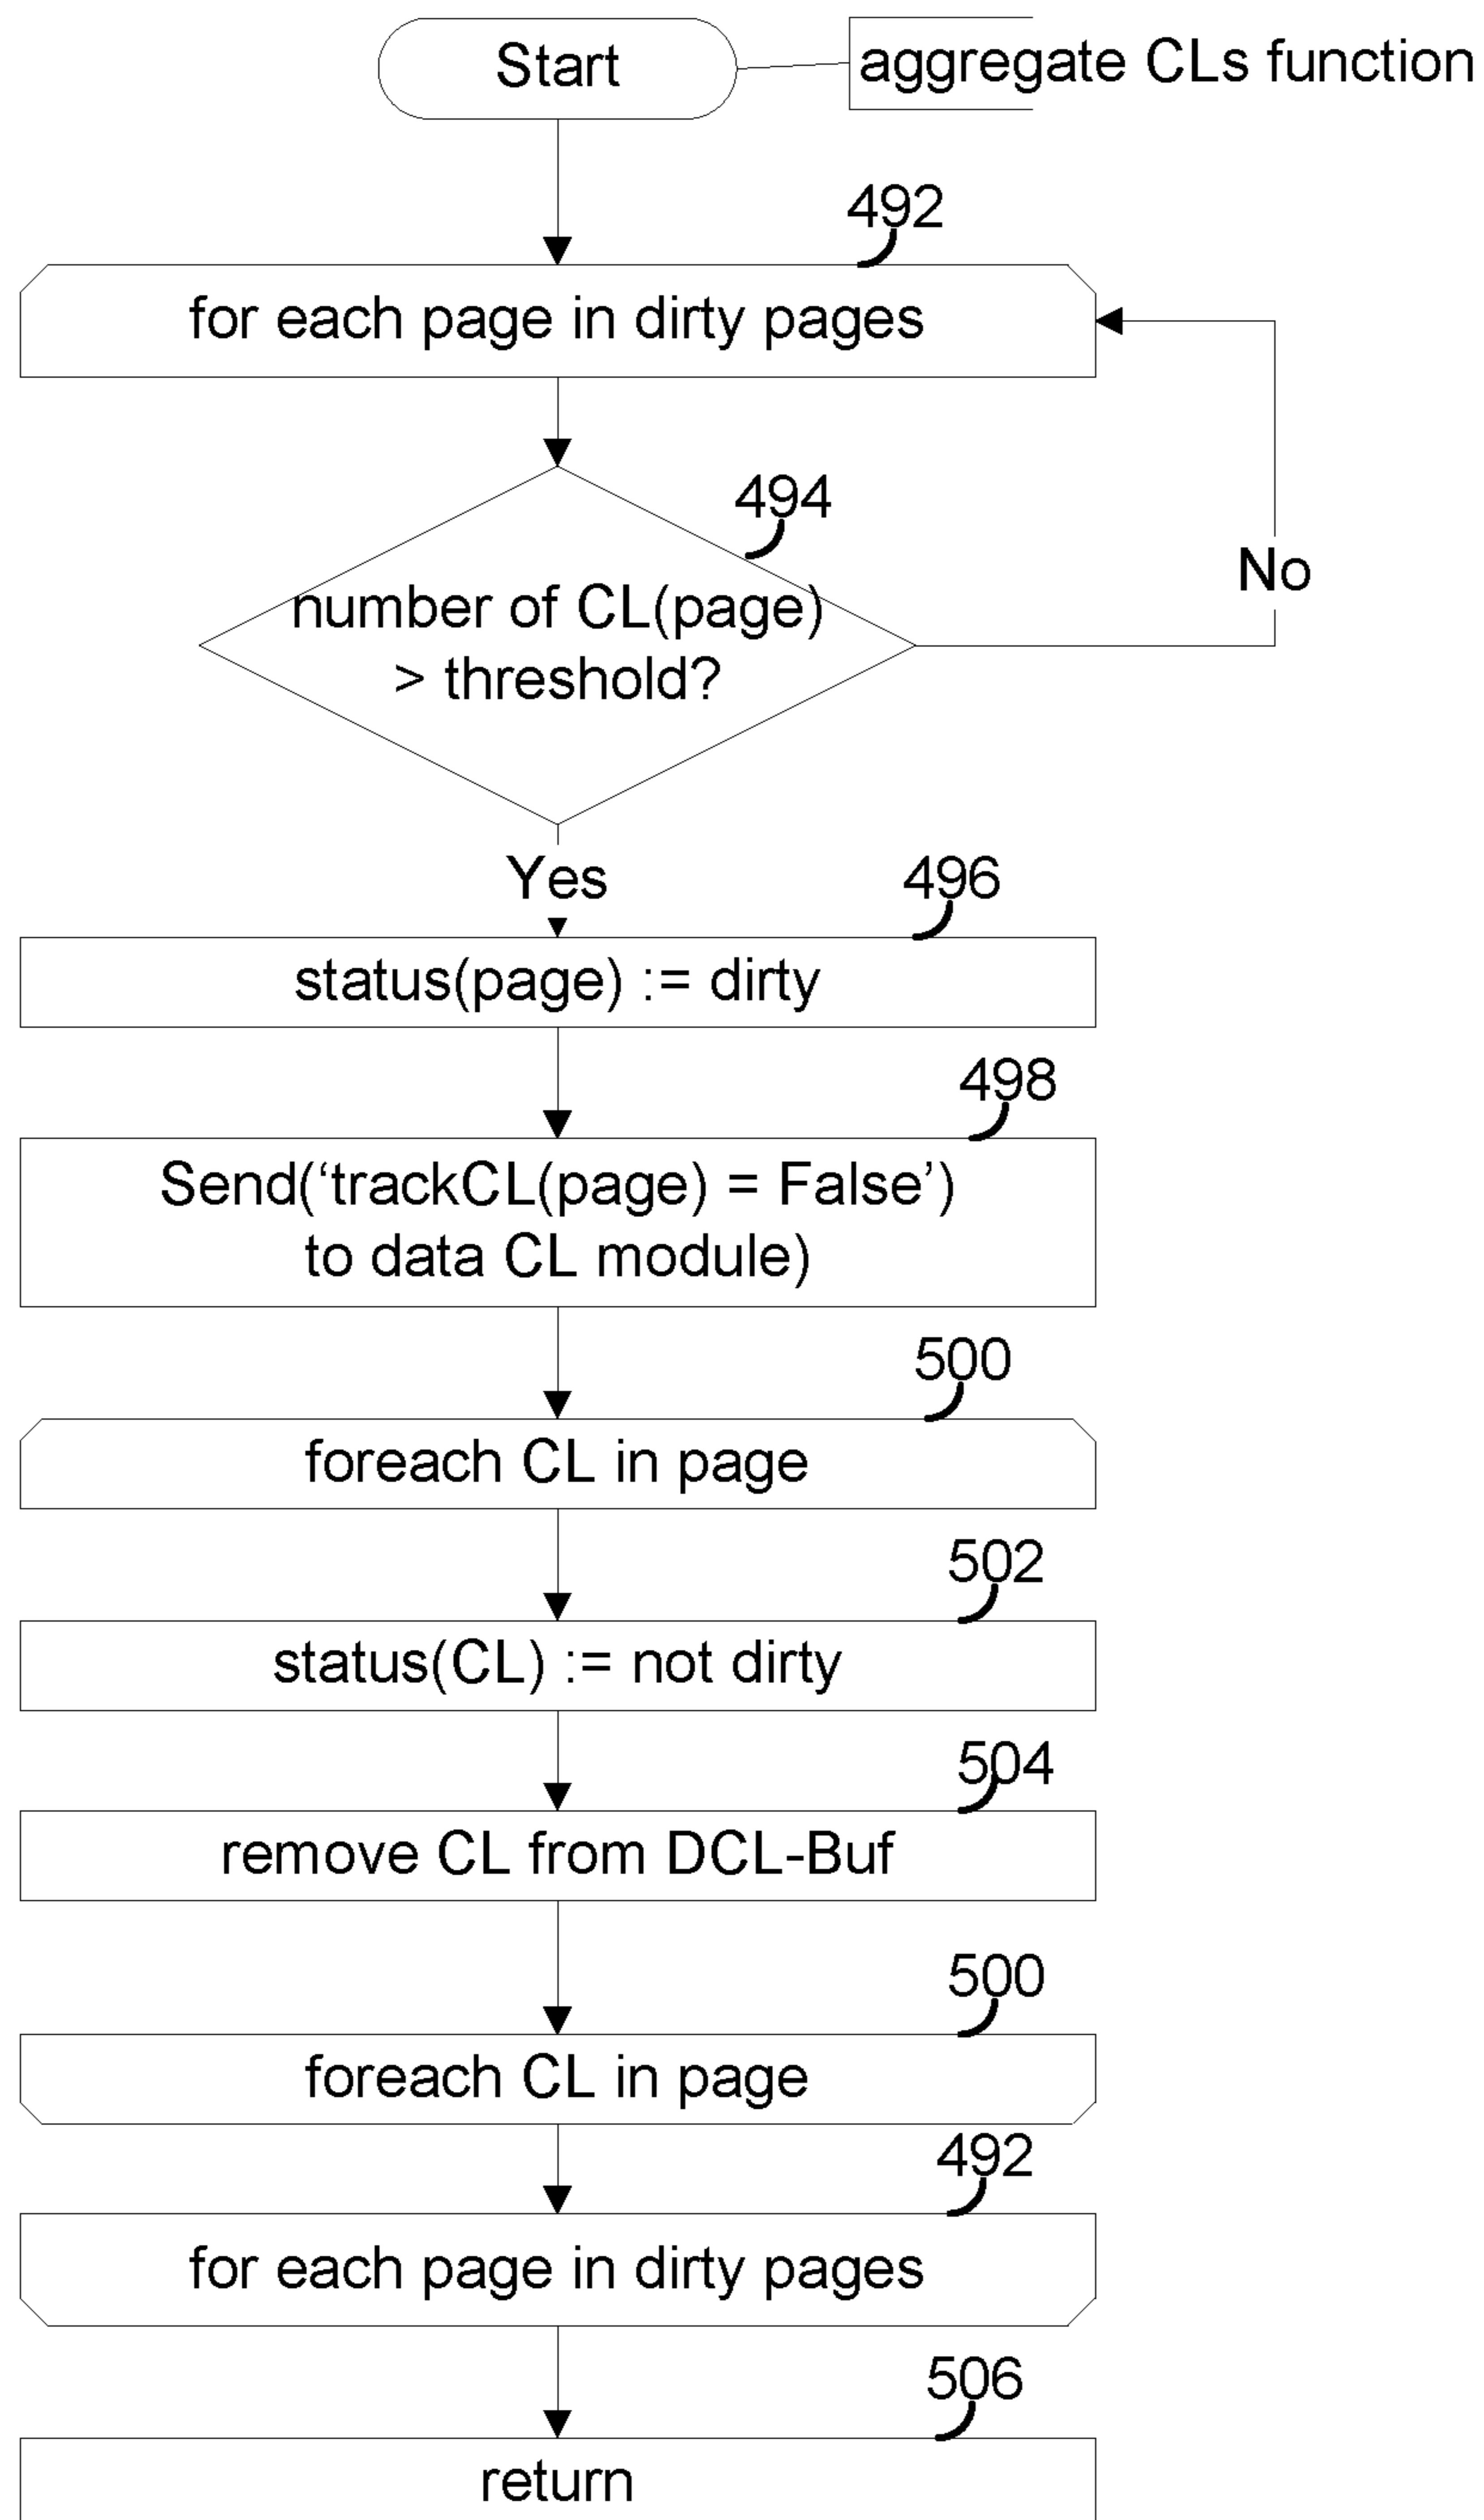 Start
aggregate CLs function
492
for each page in dirty pages
494
number of CL(page)
> threshold?
No
Yes
496
status(page) := dirty
498
Send(‘trackCL(page) = False’)
to data CL module)
500
foreach CL in page
502
status(CL) := not dirty
504
remove CL from DCL-Buf
500
foreach CL in page
492
for each page in dirty pages
506
return